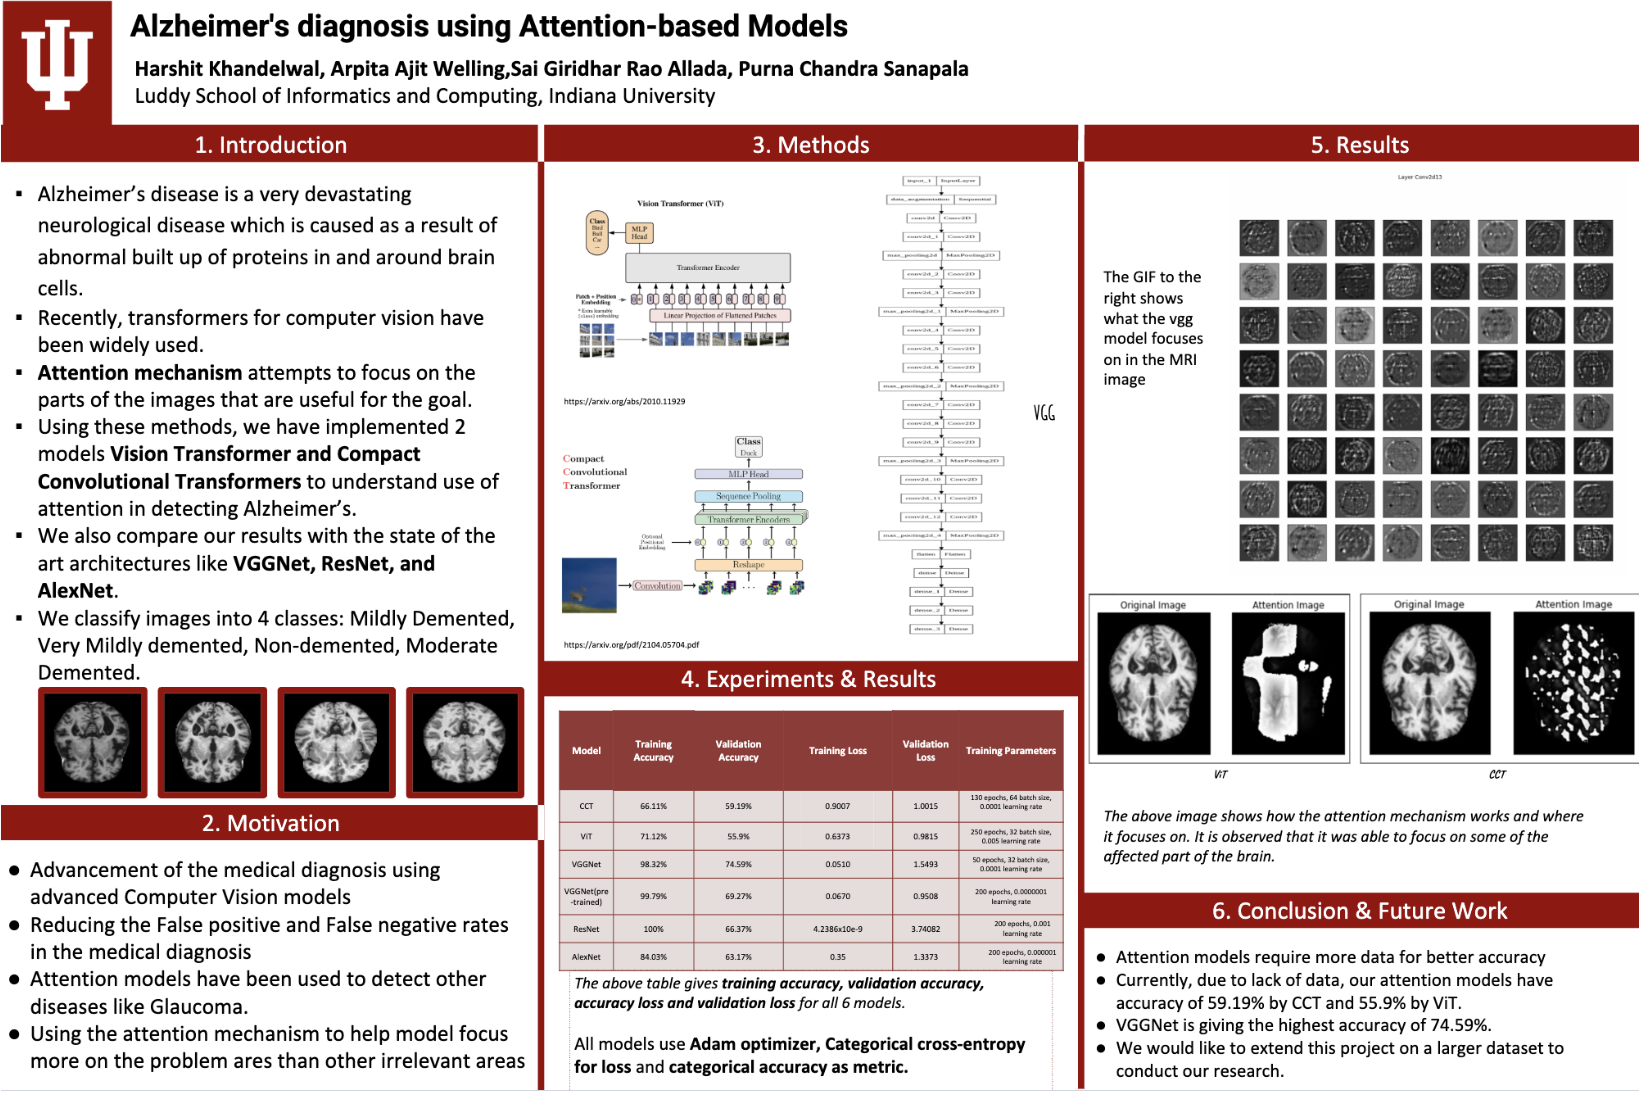 Alzheimer's diagnosis using Attention-based Models
Harshit Khandelwal, Arpita Ajit Welling,Sai Giridhar Rao Allada, Purna Chandra Sanapala
Luddy School of Informatics and Computing, Indiana University
1. Introduction
▪ Alzheimer's disease is a very devastating
neurological disease which is caused as a result of
abnormal built up of proteins in and around brain
cells.
▪ Recently, transformers for computer vision have
been widely used.
▪ Attention mechanism attempts to focus on the
parts of the images that are useful for the goal.
▪ Using these methods, we have implemented 2
models Vision Transformer and Compact
Convolutional Transformers to understand use of
attention in detecting Alzheimer's.
▪ We also compare our results with the state of the
art architectures like VGGNet, ResNet, and
AlexNet.
▪ We classify images into 4 classes: Mildly Demented,
Very Mildly demented, Non-demented, Moderate
Demented.
2. Motivation
● Advancement of the medical diagnosis using
advanced Computer Vision models
● Reducing the False positive and False negative rates
in the medical diagnosis
● Attention models have been used to detect other
diseases like Glaucoma.
● Using the attention mechanism to help model focus
more on the problem ares than other irrelevant areas
3. Methods
Vision Transformer (ViT)
Class
Bird
Ball
Car
...
MLP
Head
Transformer Encoder
Patch + Position
Embedding
* Extra learnable
[class] embedding
Linear Projection of Flattened Patches
https://arxiv.org/abs/2010.11929
Compact
Convolutional
Transformer
Class
Duck
MLP Head
Sequence Pooling
Transformer Encoders
Optional
Positional
Embedding
Reshape
Convolution
...
https://arxiv.org/pdf/2104.05704.pdf
input_1 InputLayer
data_augmentation Sequential
conv2d Conv2D
conv2d_1 Conv2D
max_pooling2d MaxPooling2D
conv2d_2 Conv2D
conv2d_3 Conv2D
max_pooling2d_1 MaxPooling2D
conv2d_4 Conv2D
conv2d_5 Conv2D
conv2d_6 Conv2D
max_pooling2d_2 MaxPooling2D
conv2d_7 Conv2D
conv2d_8 Conv2D
conv2d_9 Conv2D
max_pooling2d_3 MaxPooling2D
conv2d_10 Conv2D
conv2d_11 Conv2D
conv2d_12 Conv2D
max_pooling2d_4 MaxPooling2D
flatten Flatten
dense Dense
dense_1 Dense
dense_2 Dense
dense_3 Dense
VGG
4. Experiments & Results
Model Training Accuracy Validation Accuracy Training Loss Validation Loss Training Parameters
CCT 66.11% 59.19% 0.9007 1.0015 130 epochs, 64 batch size, 0.0001 learning rate
ViT 71.12% 55.9% 0.6373 0.9815 250 epochs, 32 batch size, 0.005 learning rate
VGGNet 98.32% 74.59% 0.0510 1.5493 50 epochs, 32 batch size, 0.0001 learning rate
VGGNet(pre-trained) 99.79% 69.27% 0.0670 0.9508 200 epochs, 0.0000001 learning rate
ResNet 100% 66.37% 4.2386x10e-9 3.74082 200 epochs, 0.001 learning rate
AlexNet 84.03% 63.17% 0.35 1.3373 200 epochs, 0.000001 learning rate
The above table gives training accuracy, validation accuracy,
accuracy loss and validation loss for all 6 models.
All models use Adam optimizer, Categorical cross-entropy
for loss and categorical accuracy as metric.
5. Results
Layer Conv2d13
The GIF to the
right shows
what the vgg
model focuses
on in the MRI
image
Original Image Attention Image
ViT
Original Image Attention Image
CCT
The above image shows how the attention mechanism works and where
it focuses on. It is observed that it was able to focus on some of the
affected part of the brain.
6. Conclusion & Future Work
● Attention models require more data for better accuracy
● Currently, due to lack of data, our attention models have
accuracy of 59.19% by CCT and 55.9% by ViT.
● VGGNet is giving the highest accuracy of 74.59%.
● We would like to extend this project on a larger dataset to
conduct our research.